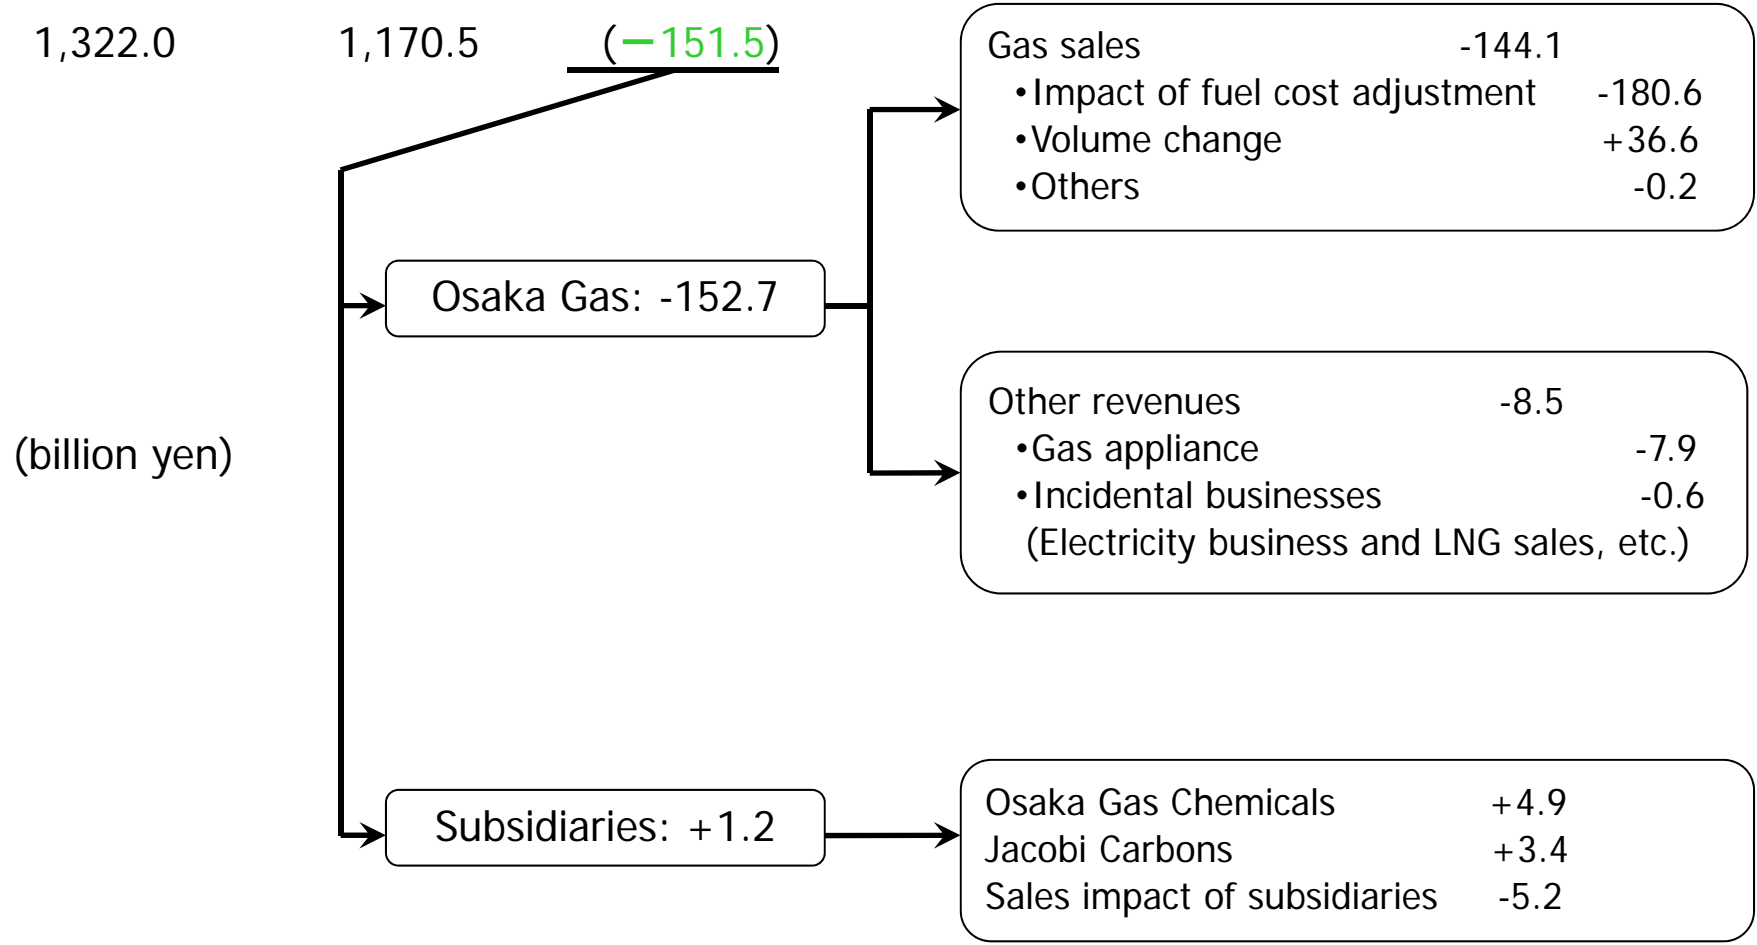 1,322.0 1,170.5 (−151.5)
Gas sales -144.1
・Impact of fuel cost adjustment -180.6
・Volume change +36.6
・Others -0.2
Osaka Gas: -152.7
Other revenues -8.5
・Gas appliance -7.9
・Incidental businesses -0.6
(Electricity business and LNG sales, etc.)
(billion yen)
Subsidiaries: +1.2
Osaka Gas Chemicals +4.9
Jacobi Carbons +3.4
Sales impact of subsidiaries -5.2